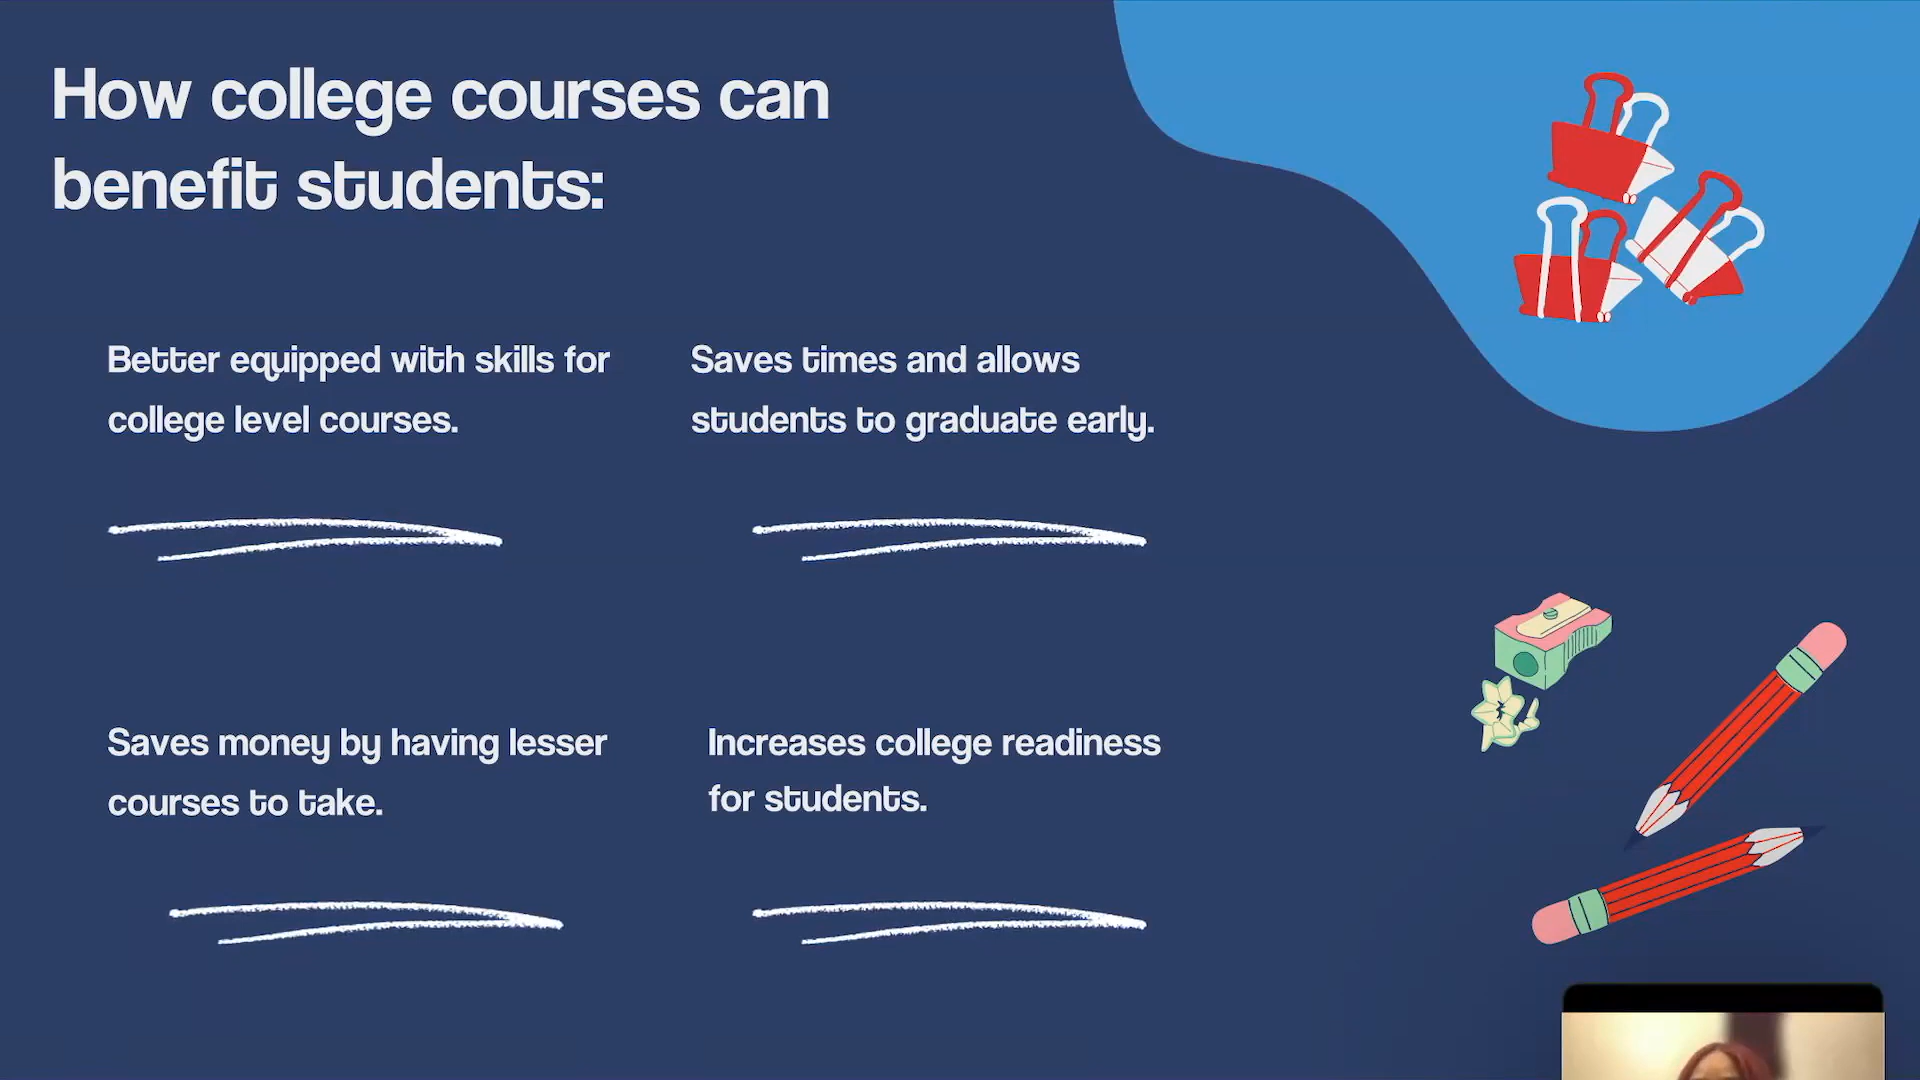 How college courses can
benefit students:
Better equipped with skills for
college level courses.
Saves times and allows
students to graduate early.
Saves money by having lesser
courses to take.
Increases college readiness
for students.